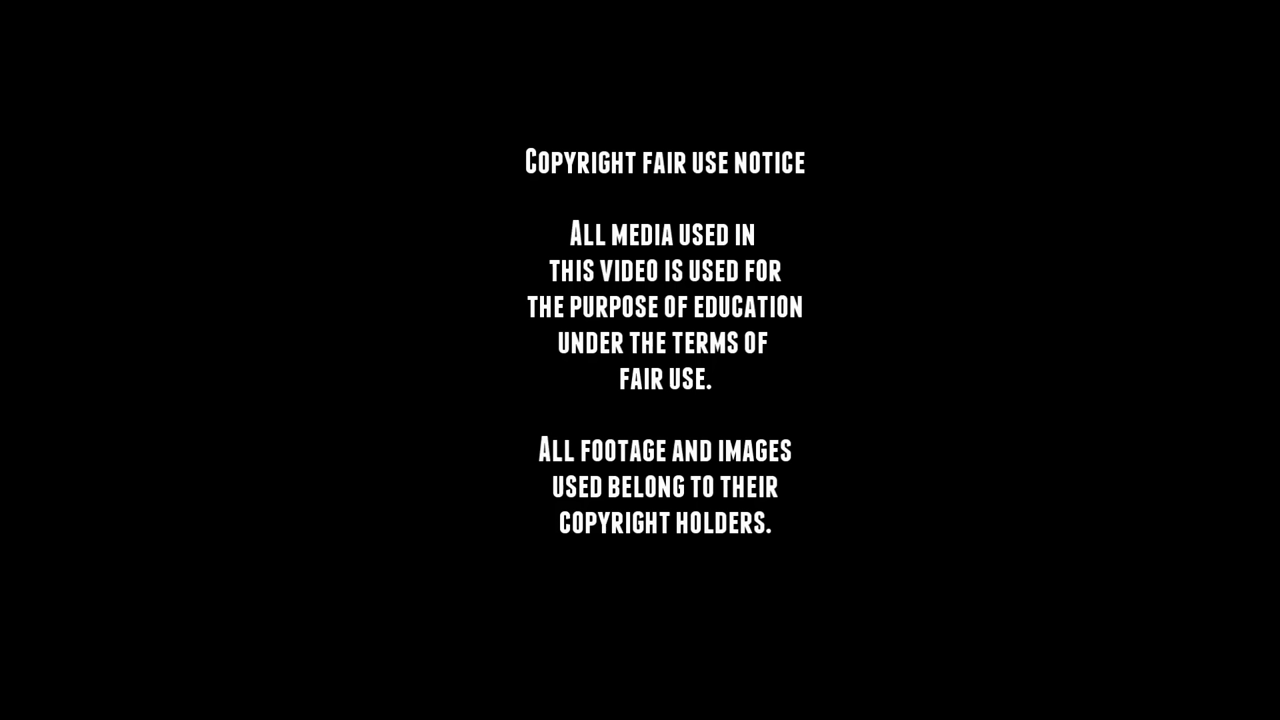 Copyright fair use notice
All media used in
this video is used for
the purpose of education
under the terms of
fair use.
All footage and images
used belong to their
copyright holders.